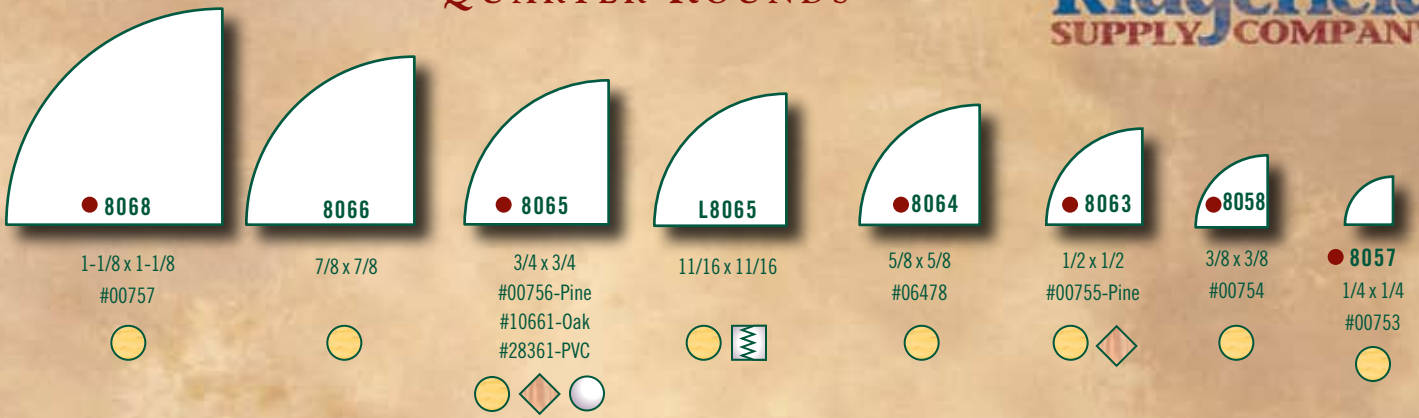 QUARTER ROUNDS
Ridgefield
SUPPLY COMPANY
8068
1-1/8 x 1-1/8
#00757
8066
7/8 x 7/8
8065
3/4 x 3/4
#00756-Pine
#10661-Oak
#28361-PVC
L8065
11/16 x 11/16
8064
5/8 x 5/8
#06478
8063
1/2 x 1/2
#00755-Pine
8058
3/8 x 3/8
#00754
8057
1/4 x 1/4
#00753